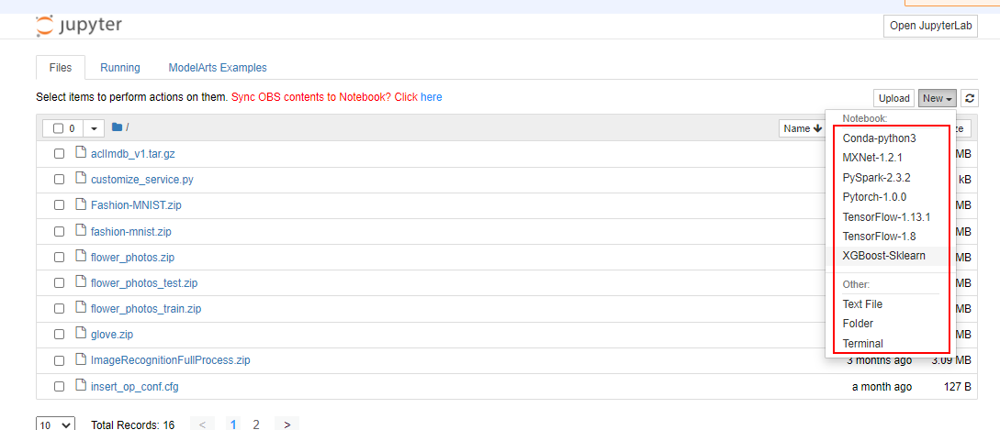 jupyter
Open JupyterLab
Files Running ModelArts Examples
Select items to perform actions on them. Sync OBS contents to Notebook? Click here
Upload New
0 / Name
Notebook:
Conda-python3
MXNet-1.2.1
PySpark-2.3.2
Pytorch-1.0.0
TensorFlow-1.13.1
TensorFlow-1.8
XGBoost-Sklearn
Other:
Text File
Folder
Terminal
aclImdb_v1.tar.gz MB
customize_service.py kB
Fashion-MNIST.zip MB
fashion-mnist.zip MB
flower_photos.zip MB
flower_photos_test.zip MB
flower_photos_train.zip MB
glove.zip MB
ImageRecognitionFullProcess.zip 3 months ago 3.09 MB
insert_op_conf.cfg a month ago 127 B
10 Total Records: 16 < 1 2 >